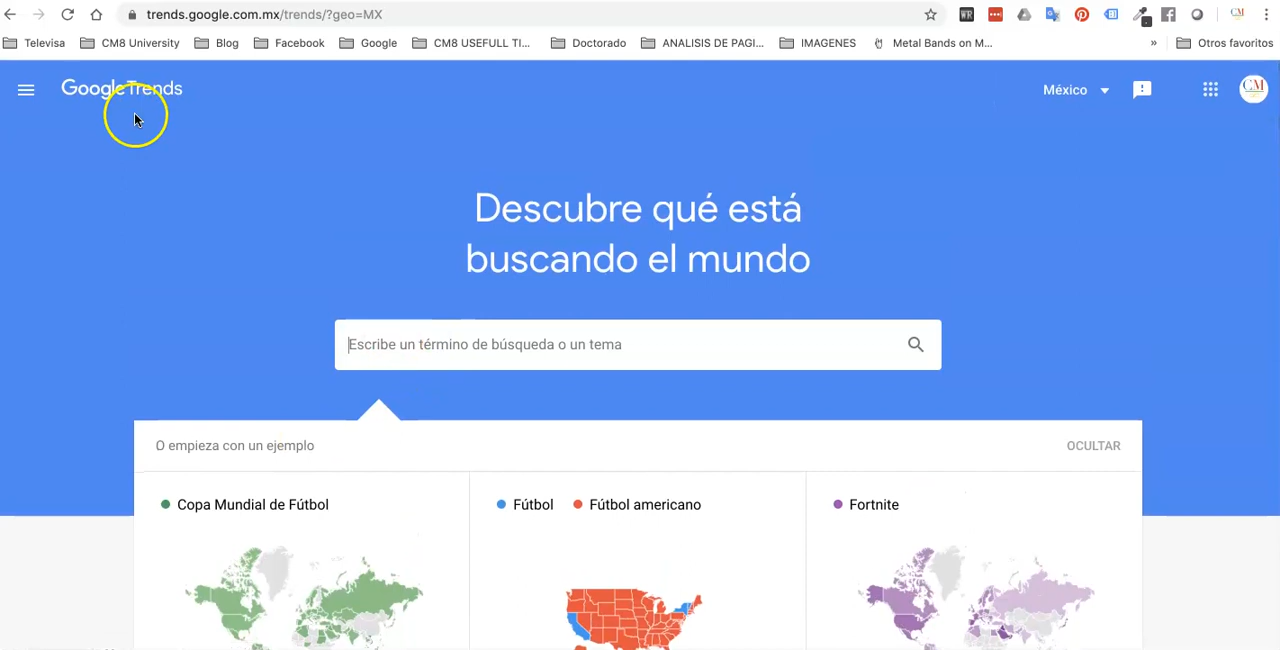 trends.google.com.mx/trends/?geo=MX
Televisa CM8 University Blog Facebook Google CM8 USEFULL TI... Doctorado ANALISIS DE PAGI... IMAGENES Metal Bands on M... » Otros favoritos
Google Trends México
Descubre qué está
buscando el mundo
Escribe un término de búsqueda o un tema
O empieza con un ejemplo OCULTAR
Copa Mundial de Fútbol Fútbol Fútbol americano Fortnite